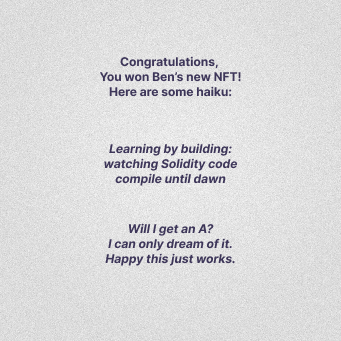 Congratulations,
You won Ben's new NFT!
Here are some haiku:
Learning by building:
watching Solidity code
compile until dawn
Will I get an A?
I can only dream of it.
Happy this just works.